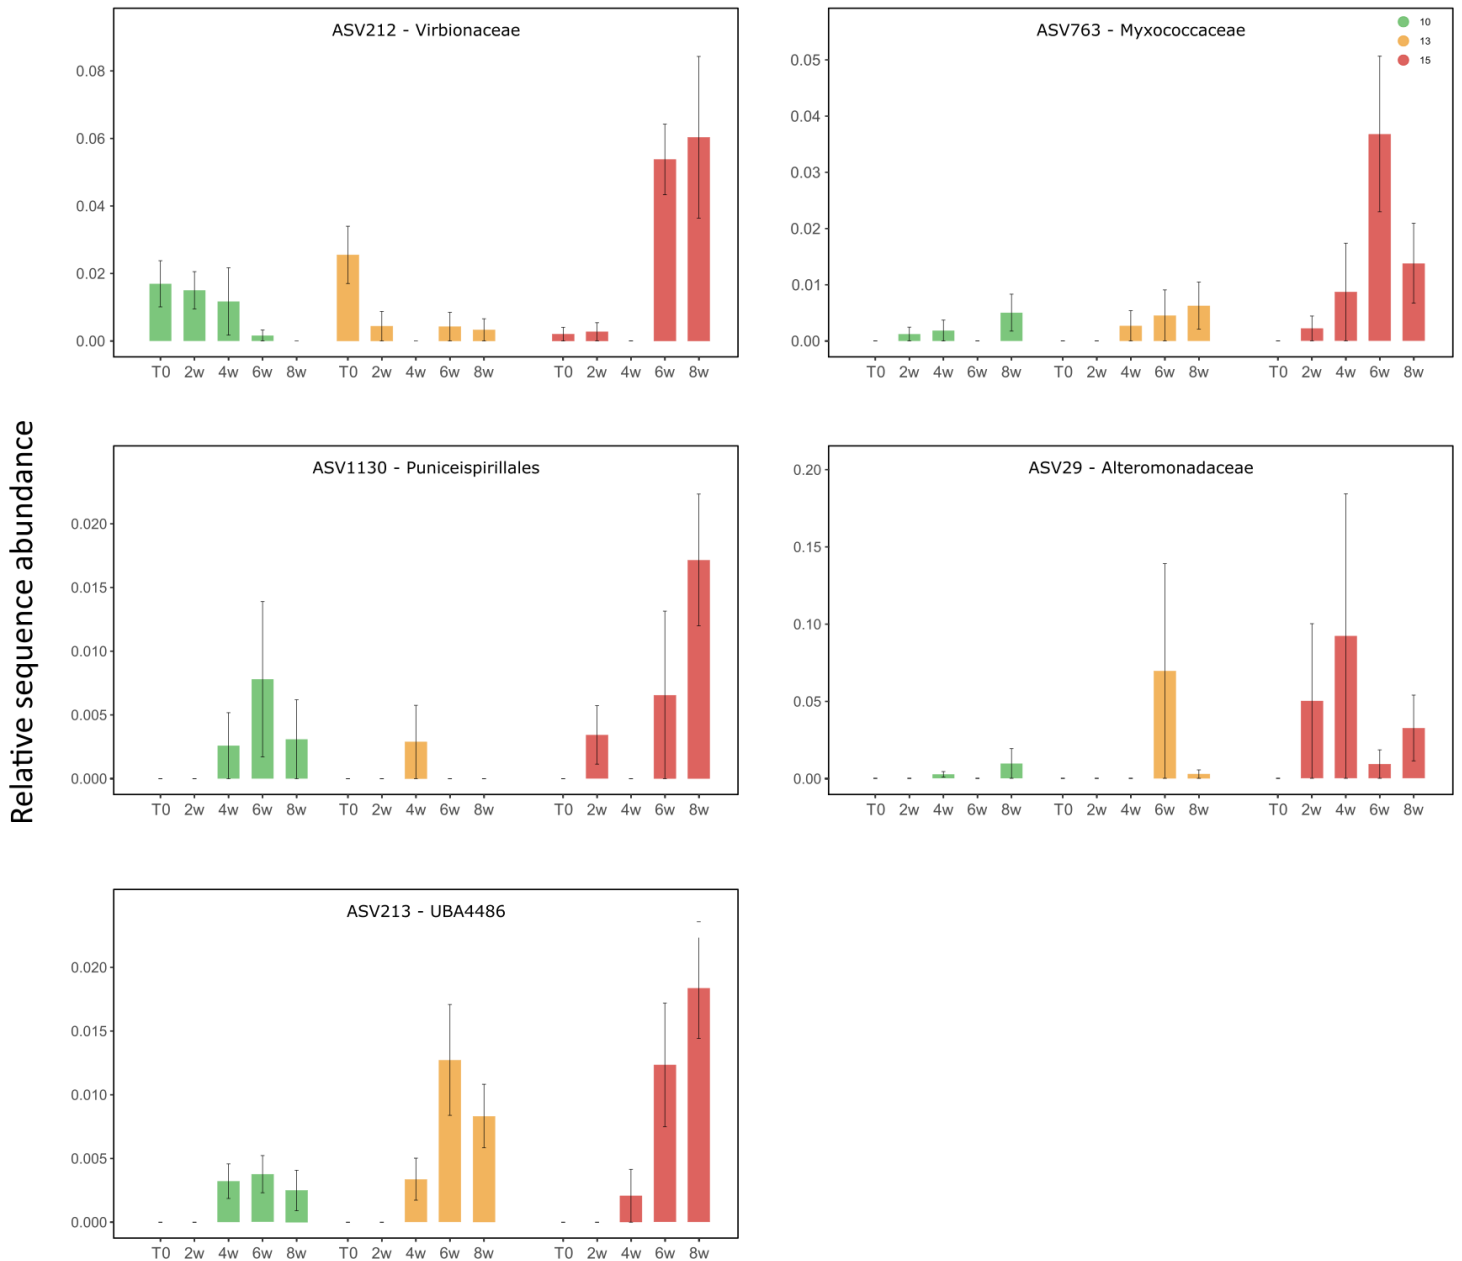 ASV212 - Virbionaceae
0.08
0.06
0.04
0.02
0.00
T0 2w 4w 6w 8w T0 2w 4w 6w 8w T0 2w 4w 6w 8w
ASV763 - Myxococcaceae
10
13
15
0.05
0.04
0.03
0.02
0.01
0.00
T0 2w 4w 6w 8w T0 2w 4w 6w 8w T0 2w 4w 6w 8w
Relative sequence abundance
ASV1130 - Puniceispirillales
0.020
0.015
0.010
0.005
0.000
T0 2w 4w 6w 8w T0 2w 4w 6w 8w T0 2w 4w 6w 8w
ASV29 - Alteromonadaceae
0.20
0.15
0.10
0.05
0.00
T0 2w 4w 6w 8w T0 2w 4w 6w 8w T0 2w 4w 6w 8w
ASV213 - UBA4486
0.020
0.015
0.010
0.005
0.000
T0 2w 4w 6w 8w T0 2w 4w 6w 8w T0 2w 4w 6w 8w